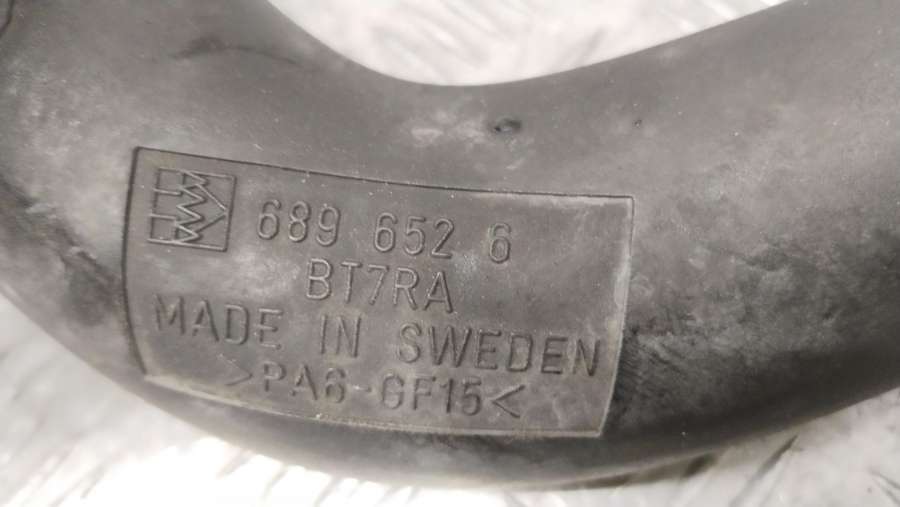 689 652 6
BT7RA
MADE IN SWEDEN
>PA6-GF15<